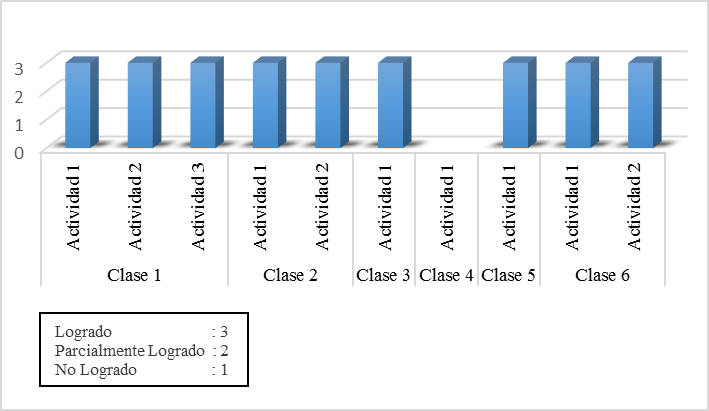 3
2
1
0
Actividad 1
Actividad 2
Actividad 3
Actividad 1
Actividad 2
Actividad 1
Actividad 1
Actividad 1
Actividad 1
Actividad 2
Clase 1
Clase 2
Clase 3
Clase 4
Clase 5
Clase 6
Logrado : 3
Parcialmente Logrado : 2
No Logrado : 1